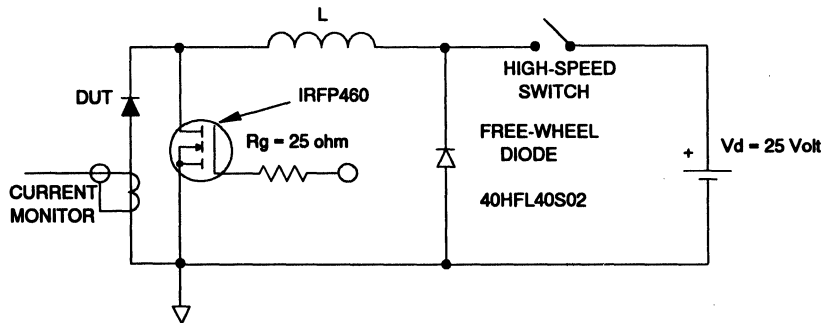 L
HIGH-SPEED
SWITCH
DUT
IRFP460
Rg = 25 ohm
FREE-WHEEL
DIODE
+
Vd = 25 Volt
CURRENT
MONITOR
40HFL40S02